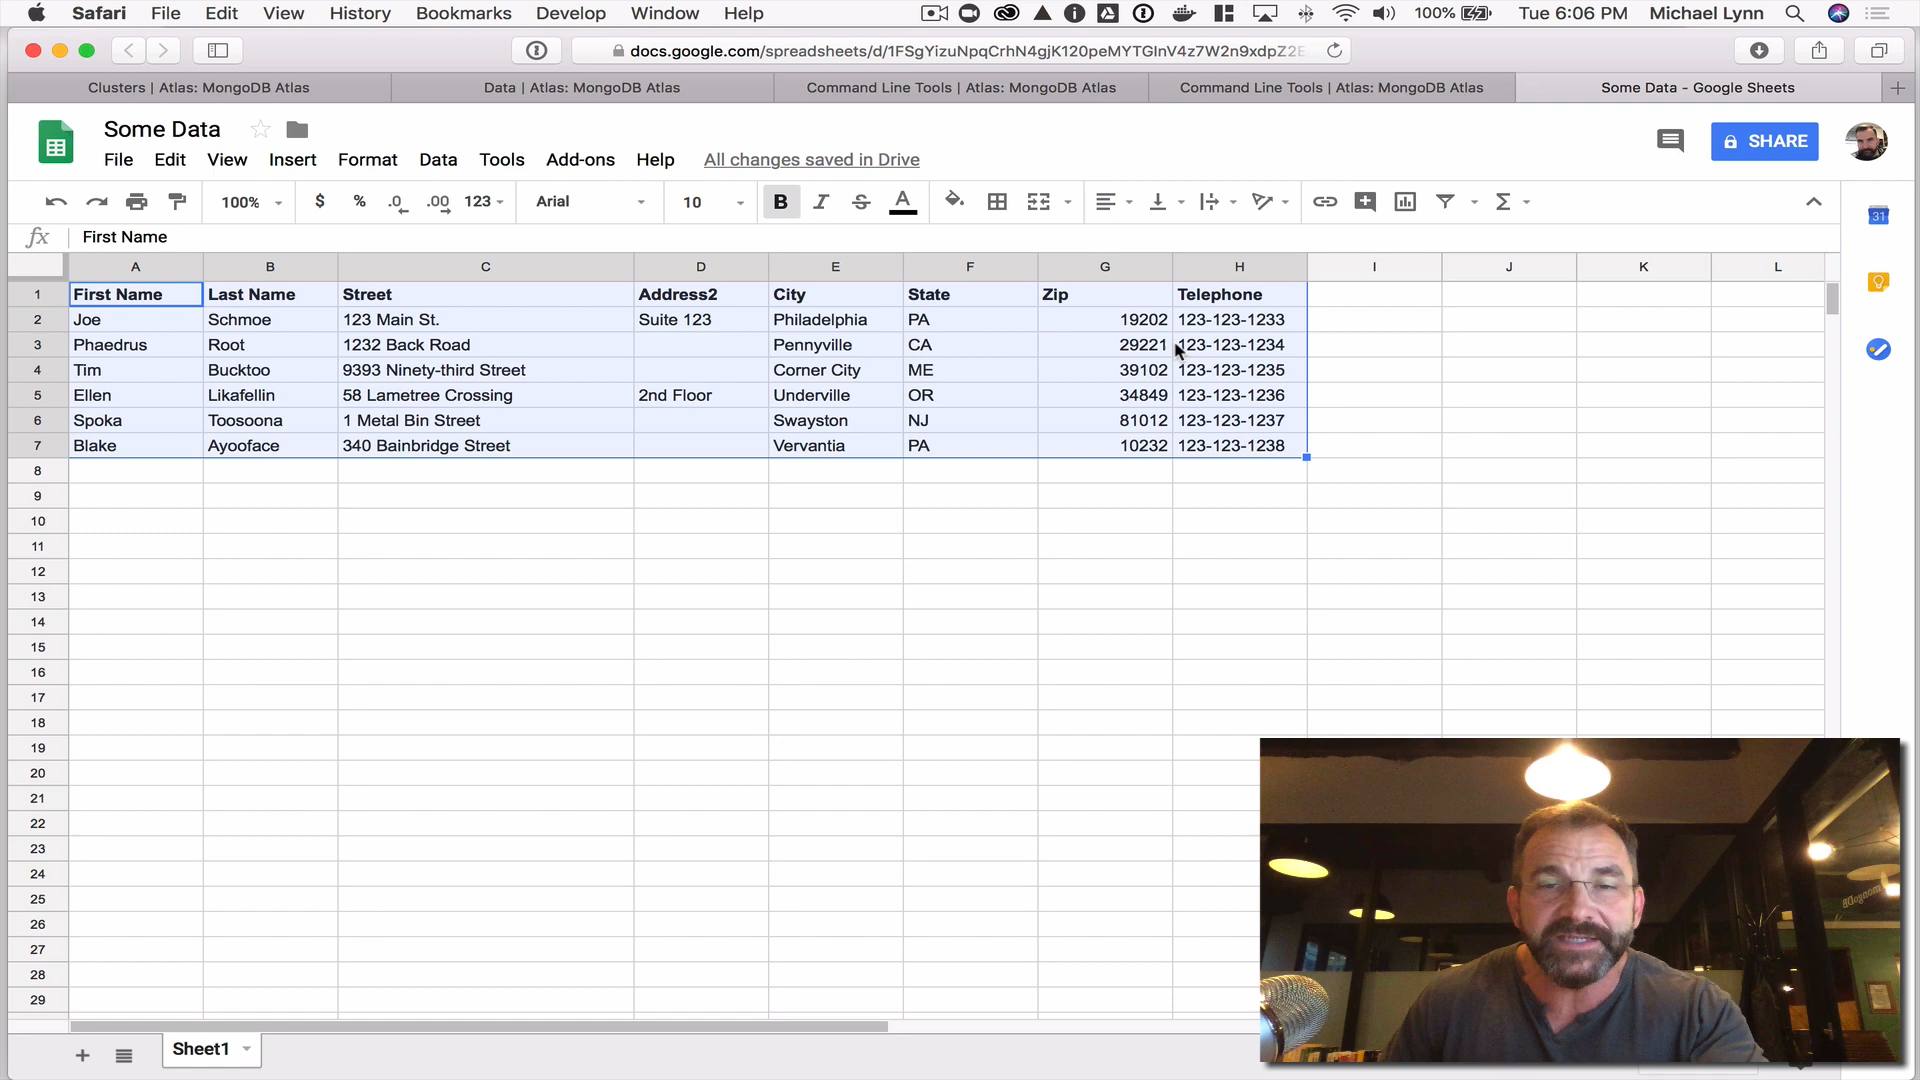 Safari File Edit View History Bookmarks Develop Window Help 100% Tue 6:06 PM Michael Lynn
docs.google.com/spreadsheets/d/1FSgYizuNpqCrhN4gjK120peMYTGInV4z7W2n9xdpZ2E
Clusters | Atlas: MongoDB Atlas Data | Atlas: MongoDB Atlas Command Line Tools | Atlas: MongoDB Atlas Command Line Tools | Atlas: MongoDB Atlas Some Data - Google Sheets
Some Data
File Edit View Insert Format Data Tools Add-ons Help All changes saved in Drive
SHARE
100% $ % .0 .00 123 Arial 10 B I S A Σ
31
fx First Name
A B C D E F G H I J K L
1 First Name Last Name Street Address2 City State Zip Telephone
2 Joe Schmoe 123 Main St. Suite 123 Philadelphia PA 19202 123-123-1233
3 Phaedrus Root 1232 Back Road Pennyville CA 29221 123-123-1234
4 Tim Bucktoo 9393 Ninety-third Street Corner City ME 39102 123-123-1235
5 Ellen Likafellin 58 Lametree Crossing 2nd Floor Underville OR 34849 123-123-1236
6 Spoka Toosoona 1 Metal Bin Street Swayston NJ 81012 123-123-1237
7 Blake Ayooface 340 Bainbridge Street Vervantia PA 10232 123-123-1238
8
9
10
11
12
13
14
15
16
17
18
19
20
21
22
23
24
25
26
27
28
29
mongoDB
Sheet1